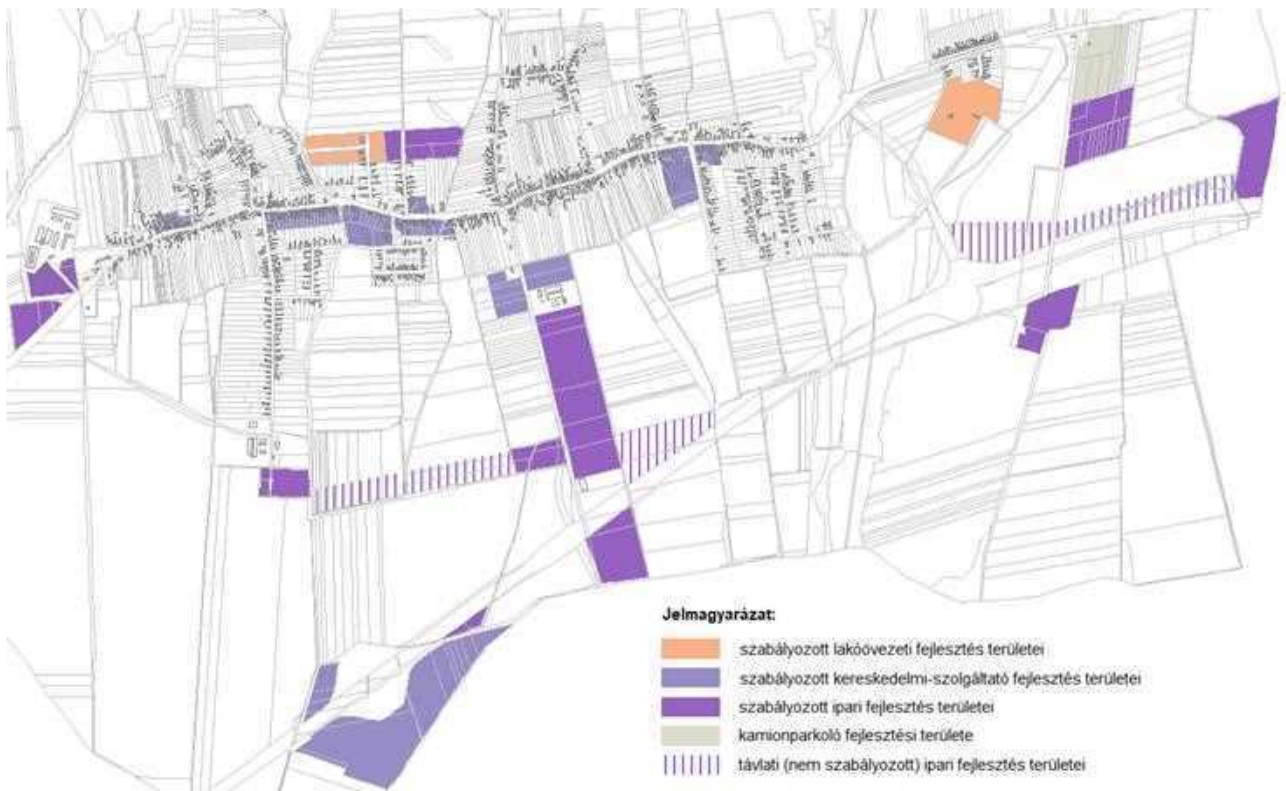 Jelmagyarázat:
szabályozott lakóövezeti fejlesztés területei
szabályozott kereskedelmi-szolgáltató fejlesztés területei
szabályozott ipari fejlesztés területei
kamionparkoló fejlesztési területe
távlati (nem szabályozott) ipari fejlesztés területei